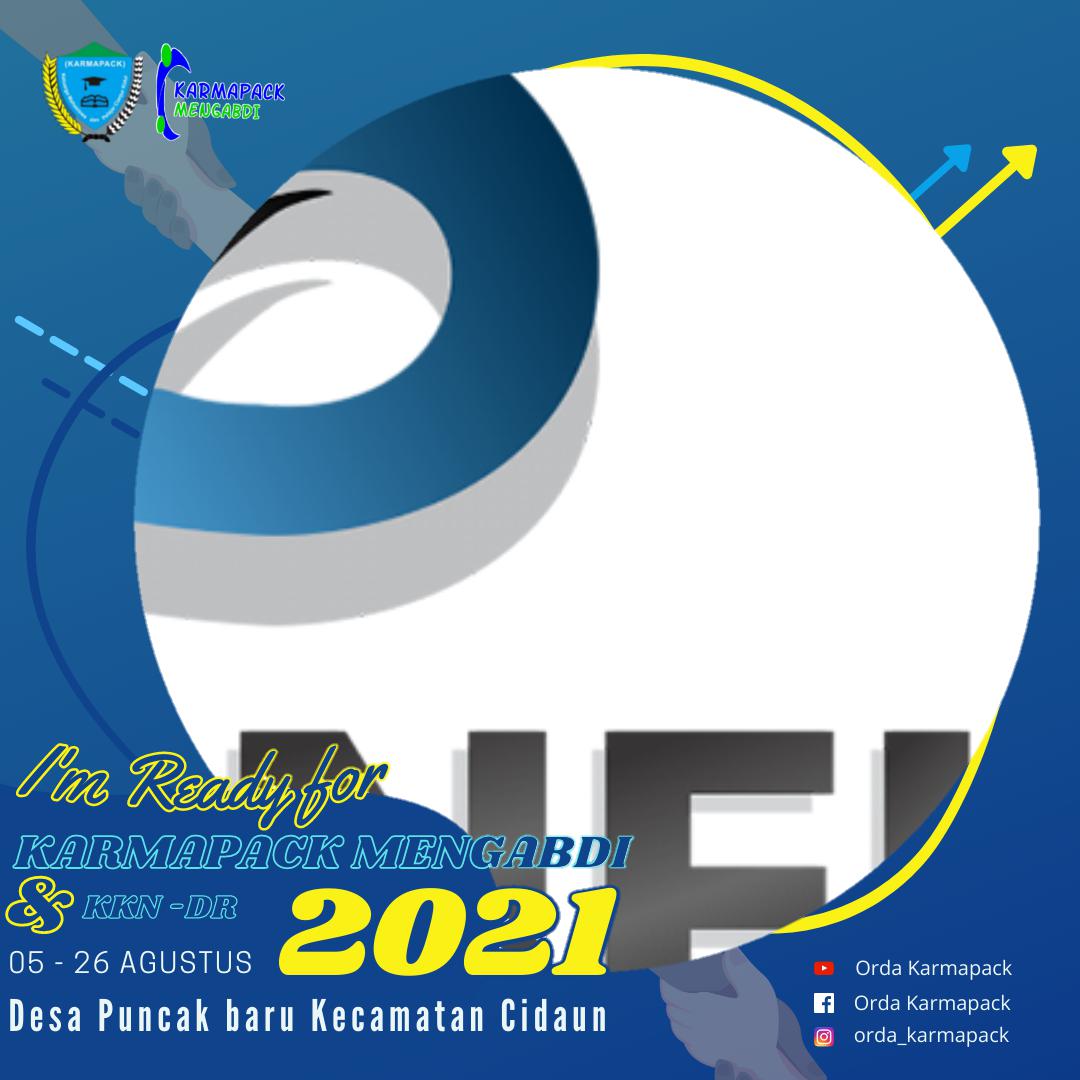 (KARMAPACK)
KARMAPACK
MENGABDI
NEL
I'm Ready for
KARMAPACK MENGABDI
& KKN -DR 2021
05 - 26 AGUSTUS
Desa Puncak baru Kecamatan Cidaun
Orda Karmapack
Orda Karmapack
orda_karmapack